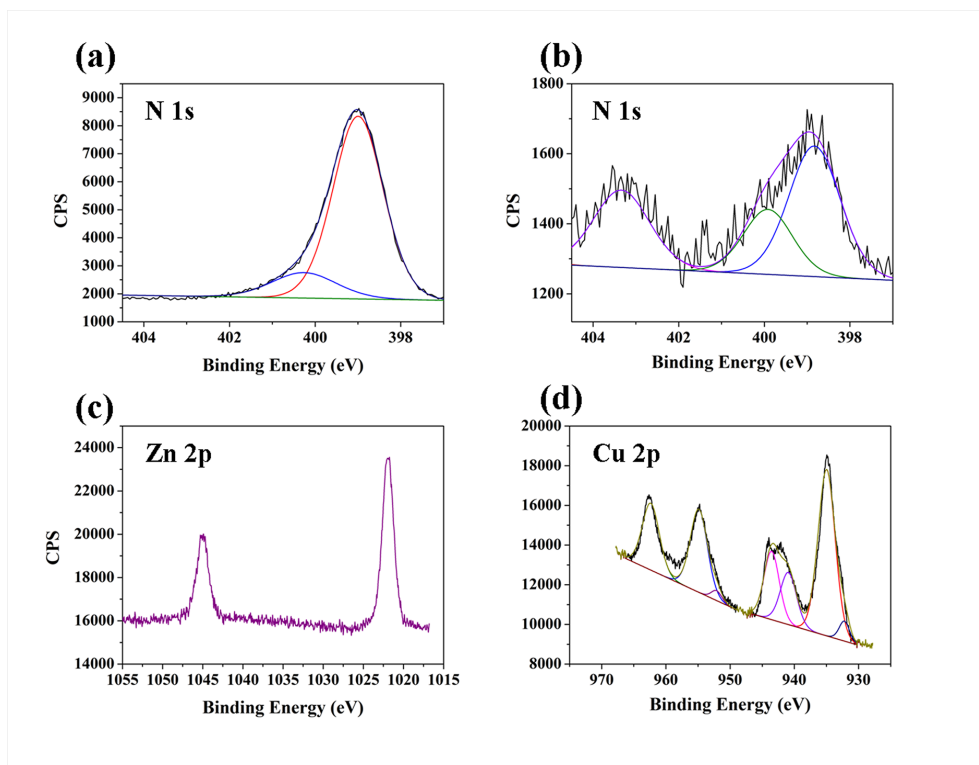 (a)
N 1s
9000
8000
7000
6000
5000
4000
3000
2000
1000
CPS
404 402 400 398
Binding Energy (eV)
(b)
N 1s
1800
1600
1400
1200
CPS
404 402 400 398
Binding Energy (eV)
(c)
Zn 2p
24000
22000
20000
18000
16000
14000
CPS
1055 1050 1045 1040 1035 1030 1025 1020 1015
Binding Energy (eV)
(d)
Cu 2p
20000
18000
16000
14000
12000
10000
8000
970 960 950 940 930
Binding Energy (eV)